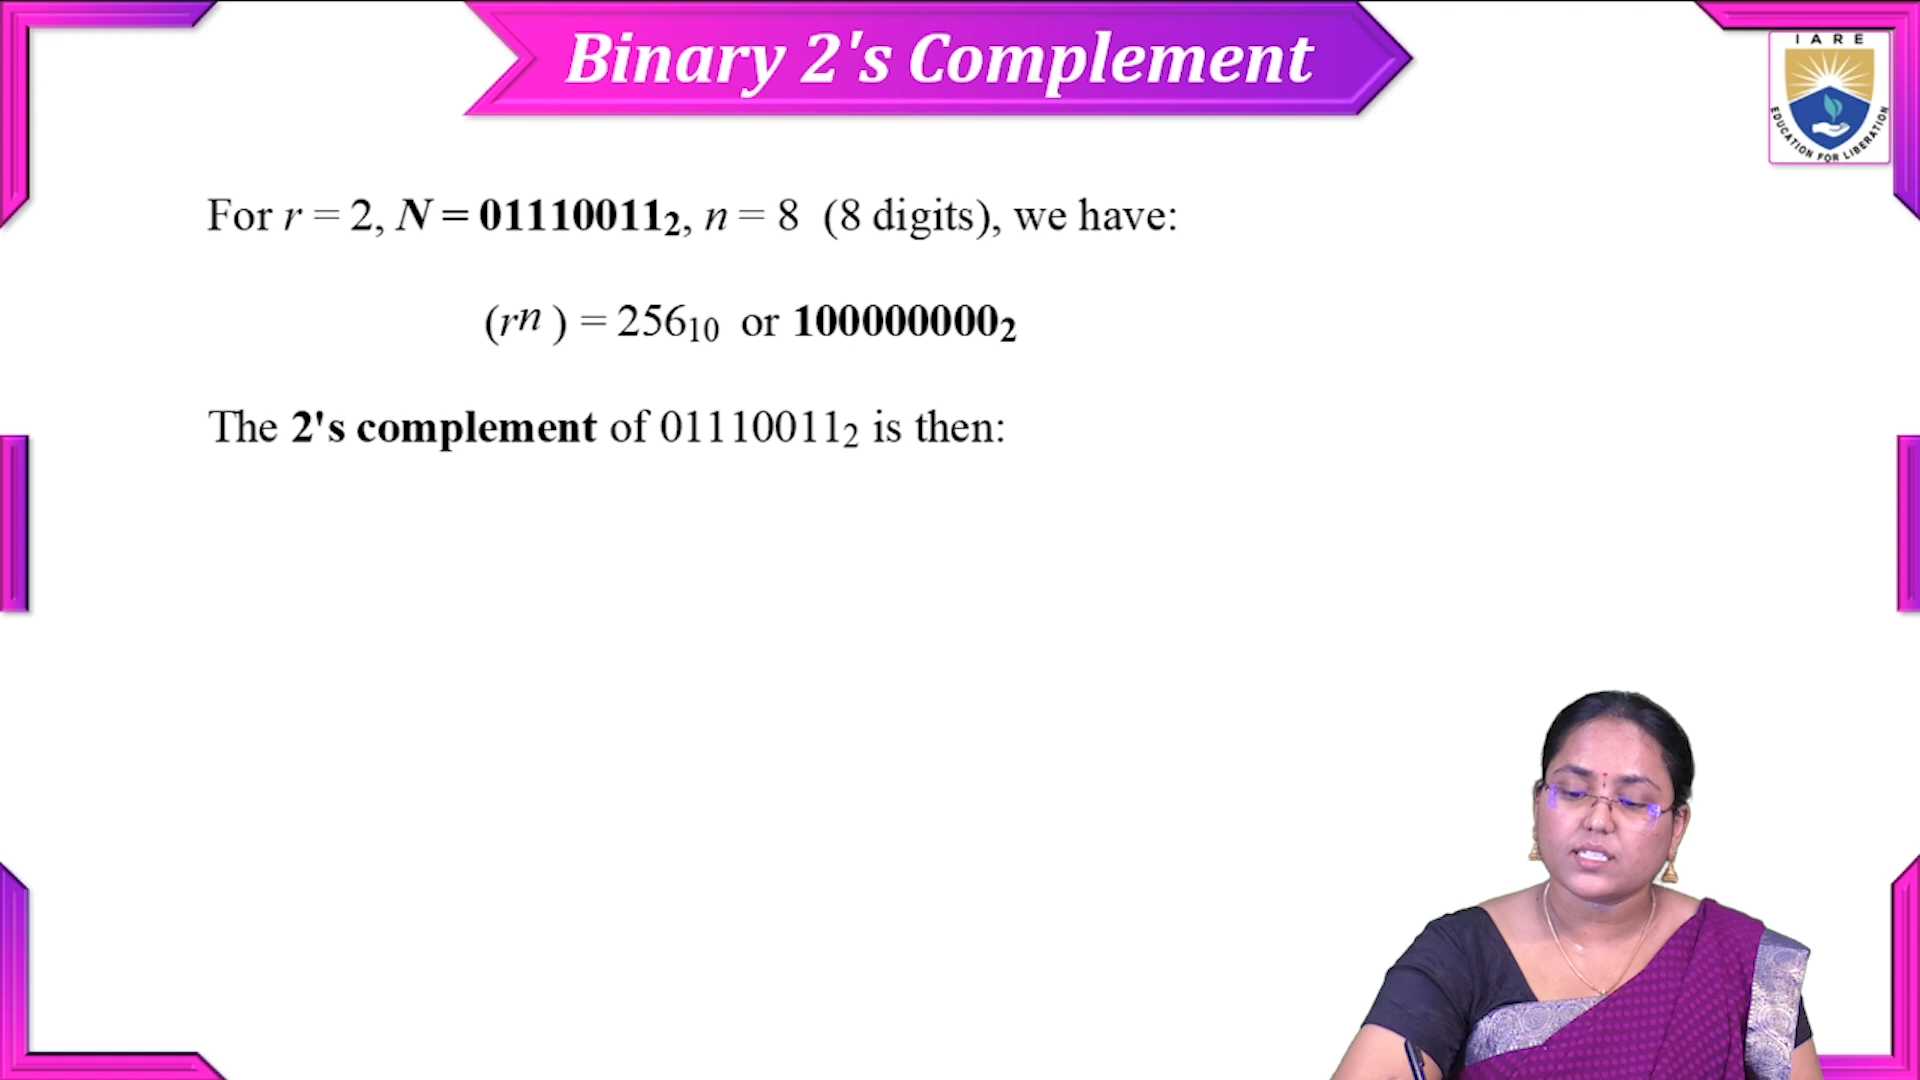 Binary 2's Complement
I A R E
EDUCATION FOR LIBERATION
For r = 2, N = 01110011₂, n = 8 (8 digits), we have:
(rⁿ ) = 256₁₀ or 100000000₂
The 2's complement of 01110011₂ is then: